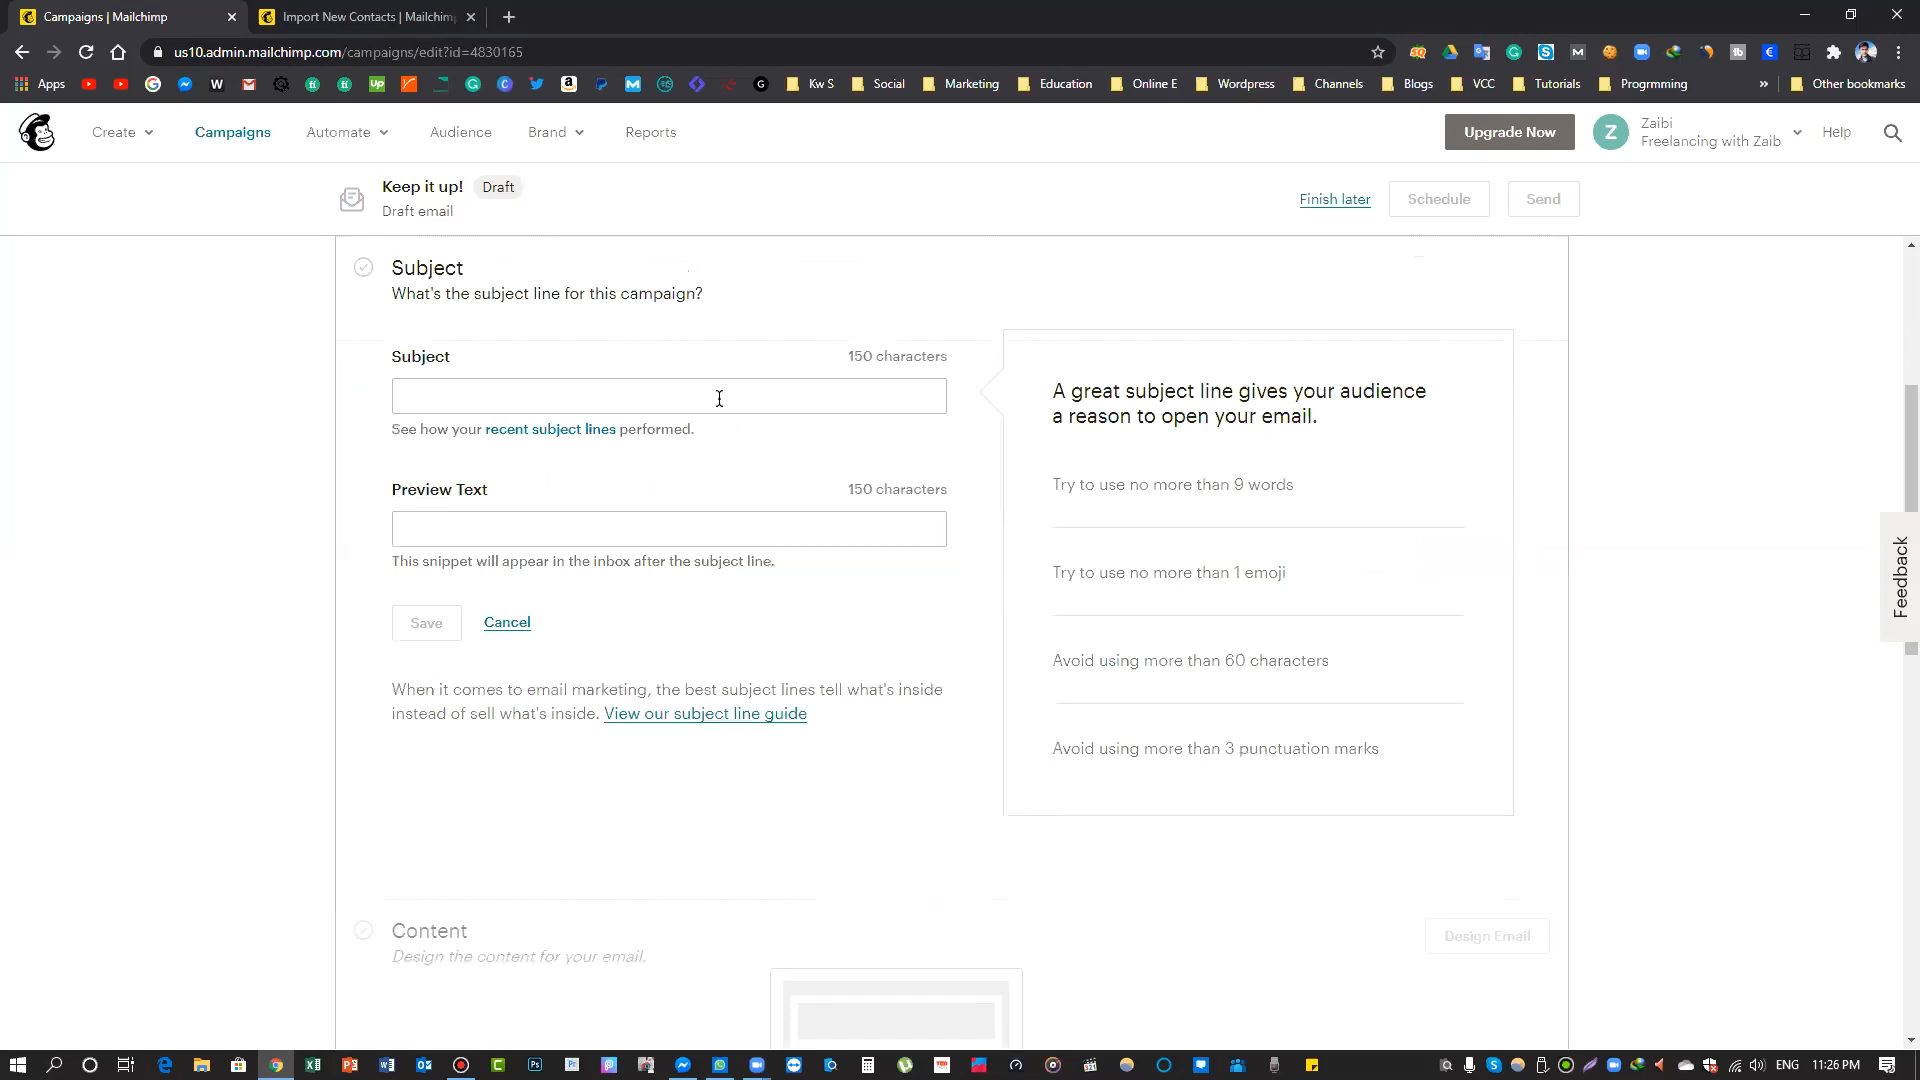 Campaigns | Mailchimp
Import New Contacts | Mailchimp
us10.admin.mailchimp.com/campaigns/edit?id=4830165
Apps
Kw S
Social
Marketing
Education
Online E
Wordpress
Channels
Blogs
VCC
Tutorials
Progrmming
Other bookmarks
Create
Campaigns
Automate
Audience
Brand
Reports
Upgrade Now
Z
Zaibi
Freelancing with Zaib
Help
Keep it up!
Draft
Draft email
Finish later
Schedule
Send
Subject
What's the subject line for this campaign?
Subject
150 characters
See how your recent subject lines performed.
Preview Text
150 characters
This snippet will appear in the inbox after the subject line.
Save
Cancel
When it comes to email marketing, the best subject lines tell what's inside
instead of sell what's inside. View our subject line guide
A great subject line gives your audience
a reason to open your email.
Try to use no more than 9 words
Try to use no more than 1 emoji
Avoid using more than 60 characters
Avoid using more than 3 punctuation marks
Feedback
Content
Design the content for your email.
Design Email
ENG
11:26 PM